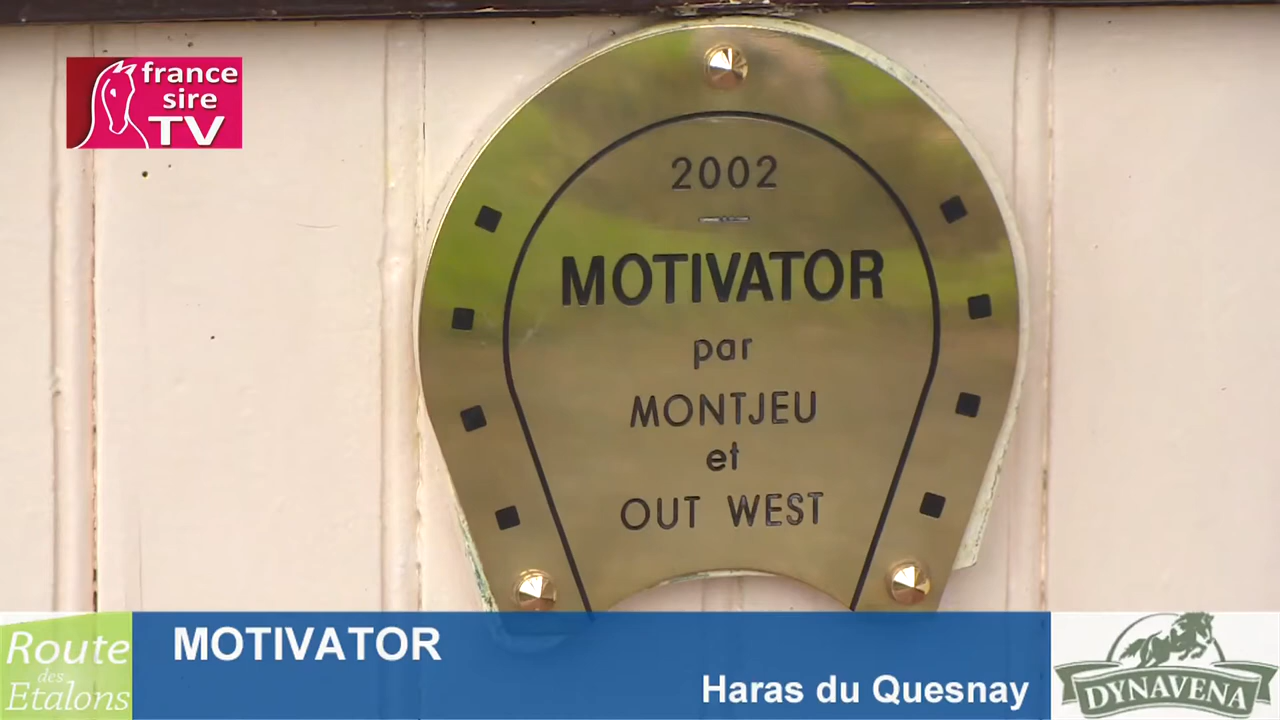 france
sire
TV
2002
MOTIVATOR
par
MONTJEU
et
OUT WEST
Route
des
Etalons
MOTIVATOR
Haras du Quesnay
DYNAVENA